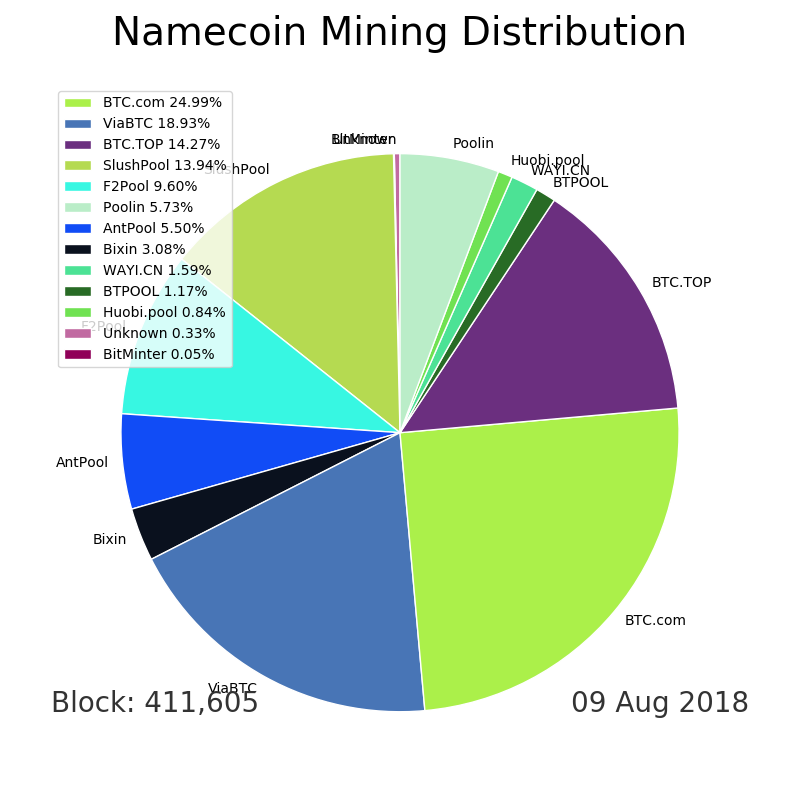 Namecoin Mining Distribution
BTC.com 24.99%
ViaBTC 18.93%
BTC.TOP 14.27%
SlushPool 13.94%
F2Pool 9.60%
Poolin 5.73%
AntPool 5.50%
Bixin 3.08%
WAYI.CN 1.59%
BTPOOL 1.17%
Huobi.pool 0.84%
Unknown 0.33%
BitMinter 0.05%
BitMinter
Unknown
Poolin
Huobi.pool
WAYI.CN
BTPOOL
SlushPool
BTC.TOP
F2Pool
AntPool
Bixin
BTC.com
ViaBTC
Block: 411,605
09 Aug 2018